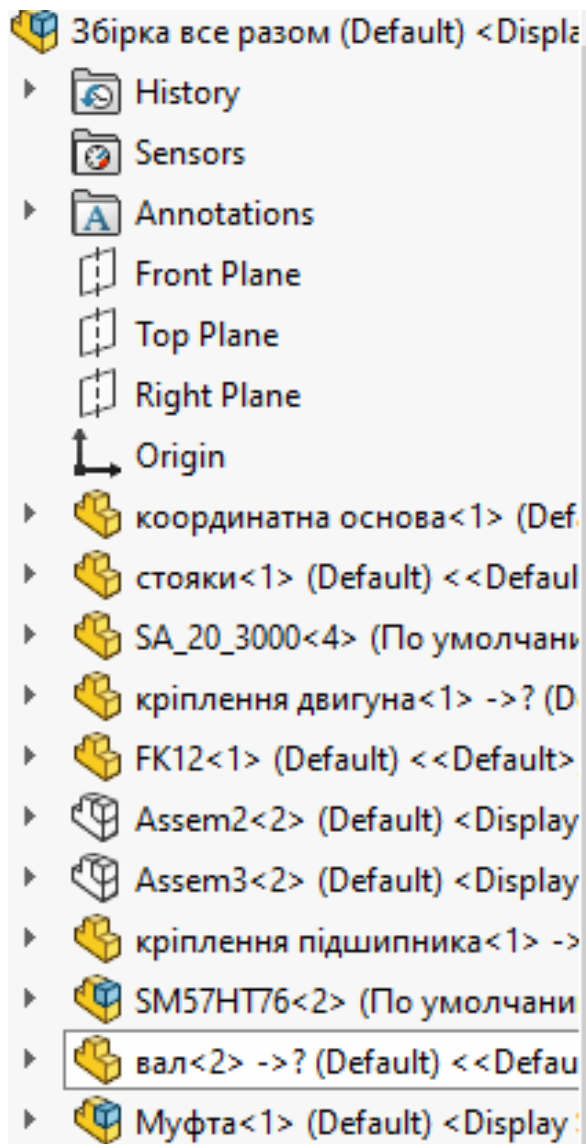 Збірка все разом (Default) <Displa
History
Sensors
A Annotations
Front Plane
Top Plane
Right Plane
Origin
координатна основа<1> (Def
стояки<1> (Default) <<Defaul
SA_20_3000<4> (По умолчани
кріплення двигуна<1> ->? (D
FK12<1> (Default) <<Default>
Assem2<2> (Default) <Display
Assem3<2> (Default) <Display
кріплення підшипника<1> ->
SM57HT76<2> (По умолчани
вал<2> ->? (Default) <<Defau
Муфта<1> (Default) <Display